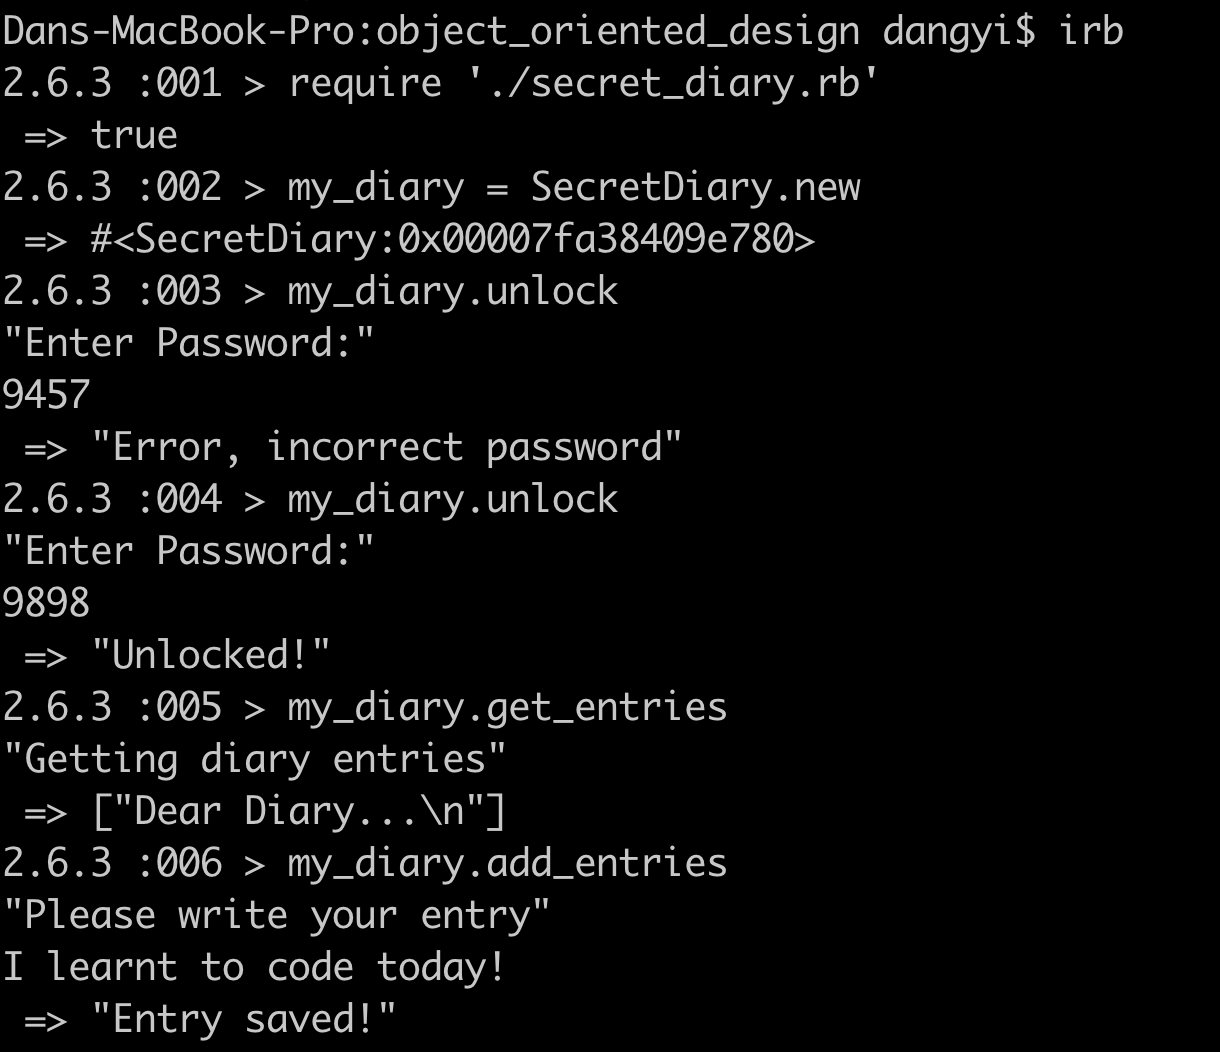 Dans-MacBook-Pro:object_oriented_design dangyi$ irb
2.6.3 :001 > require './secret_diary.rb'
 => true
2.6.3 :002 > my_diary = SecretDiary.new
 => #<SecretDiary:0x00007fa38409e780>
2.6.3 :003 > my_diary.unlock
"Enter Password:"
9457
 => "Error, incorrect password"
2.6.3 :004 > my_diary.unlock
"Enter Password:"
9898
 => "Unlocked!"
2.6.3 :005 > my_diary.get_entries
"Getting diary entries"
 => ["Dear Diary...\n"]
2.6.3 :006 > my_diary.add_entries
"Please write your entry"
I learnt to code today!
 => "Entry saved!"